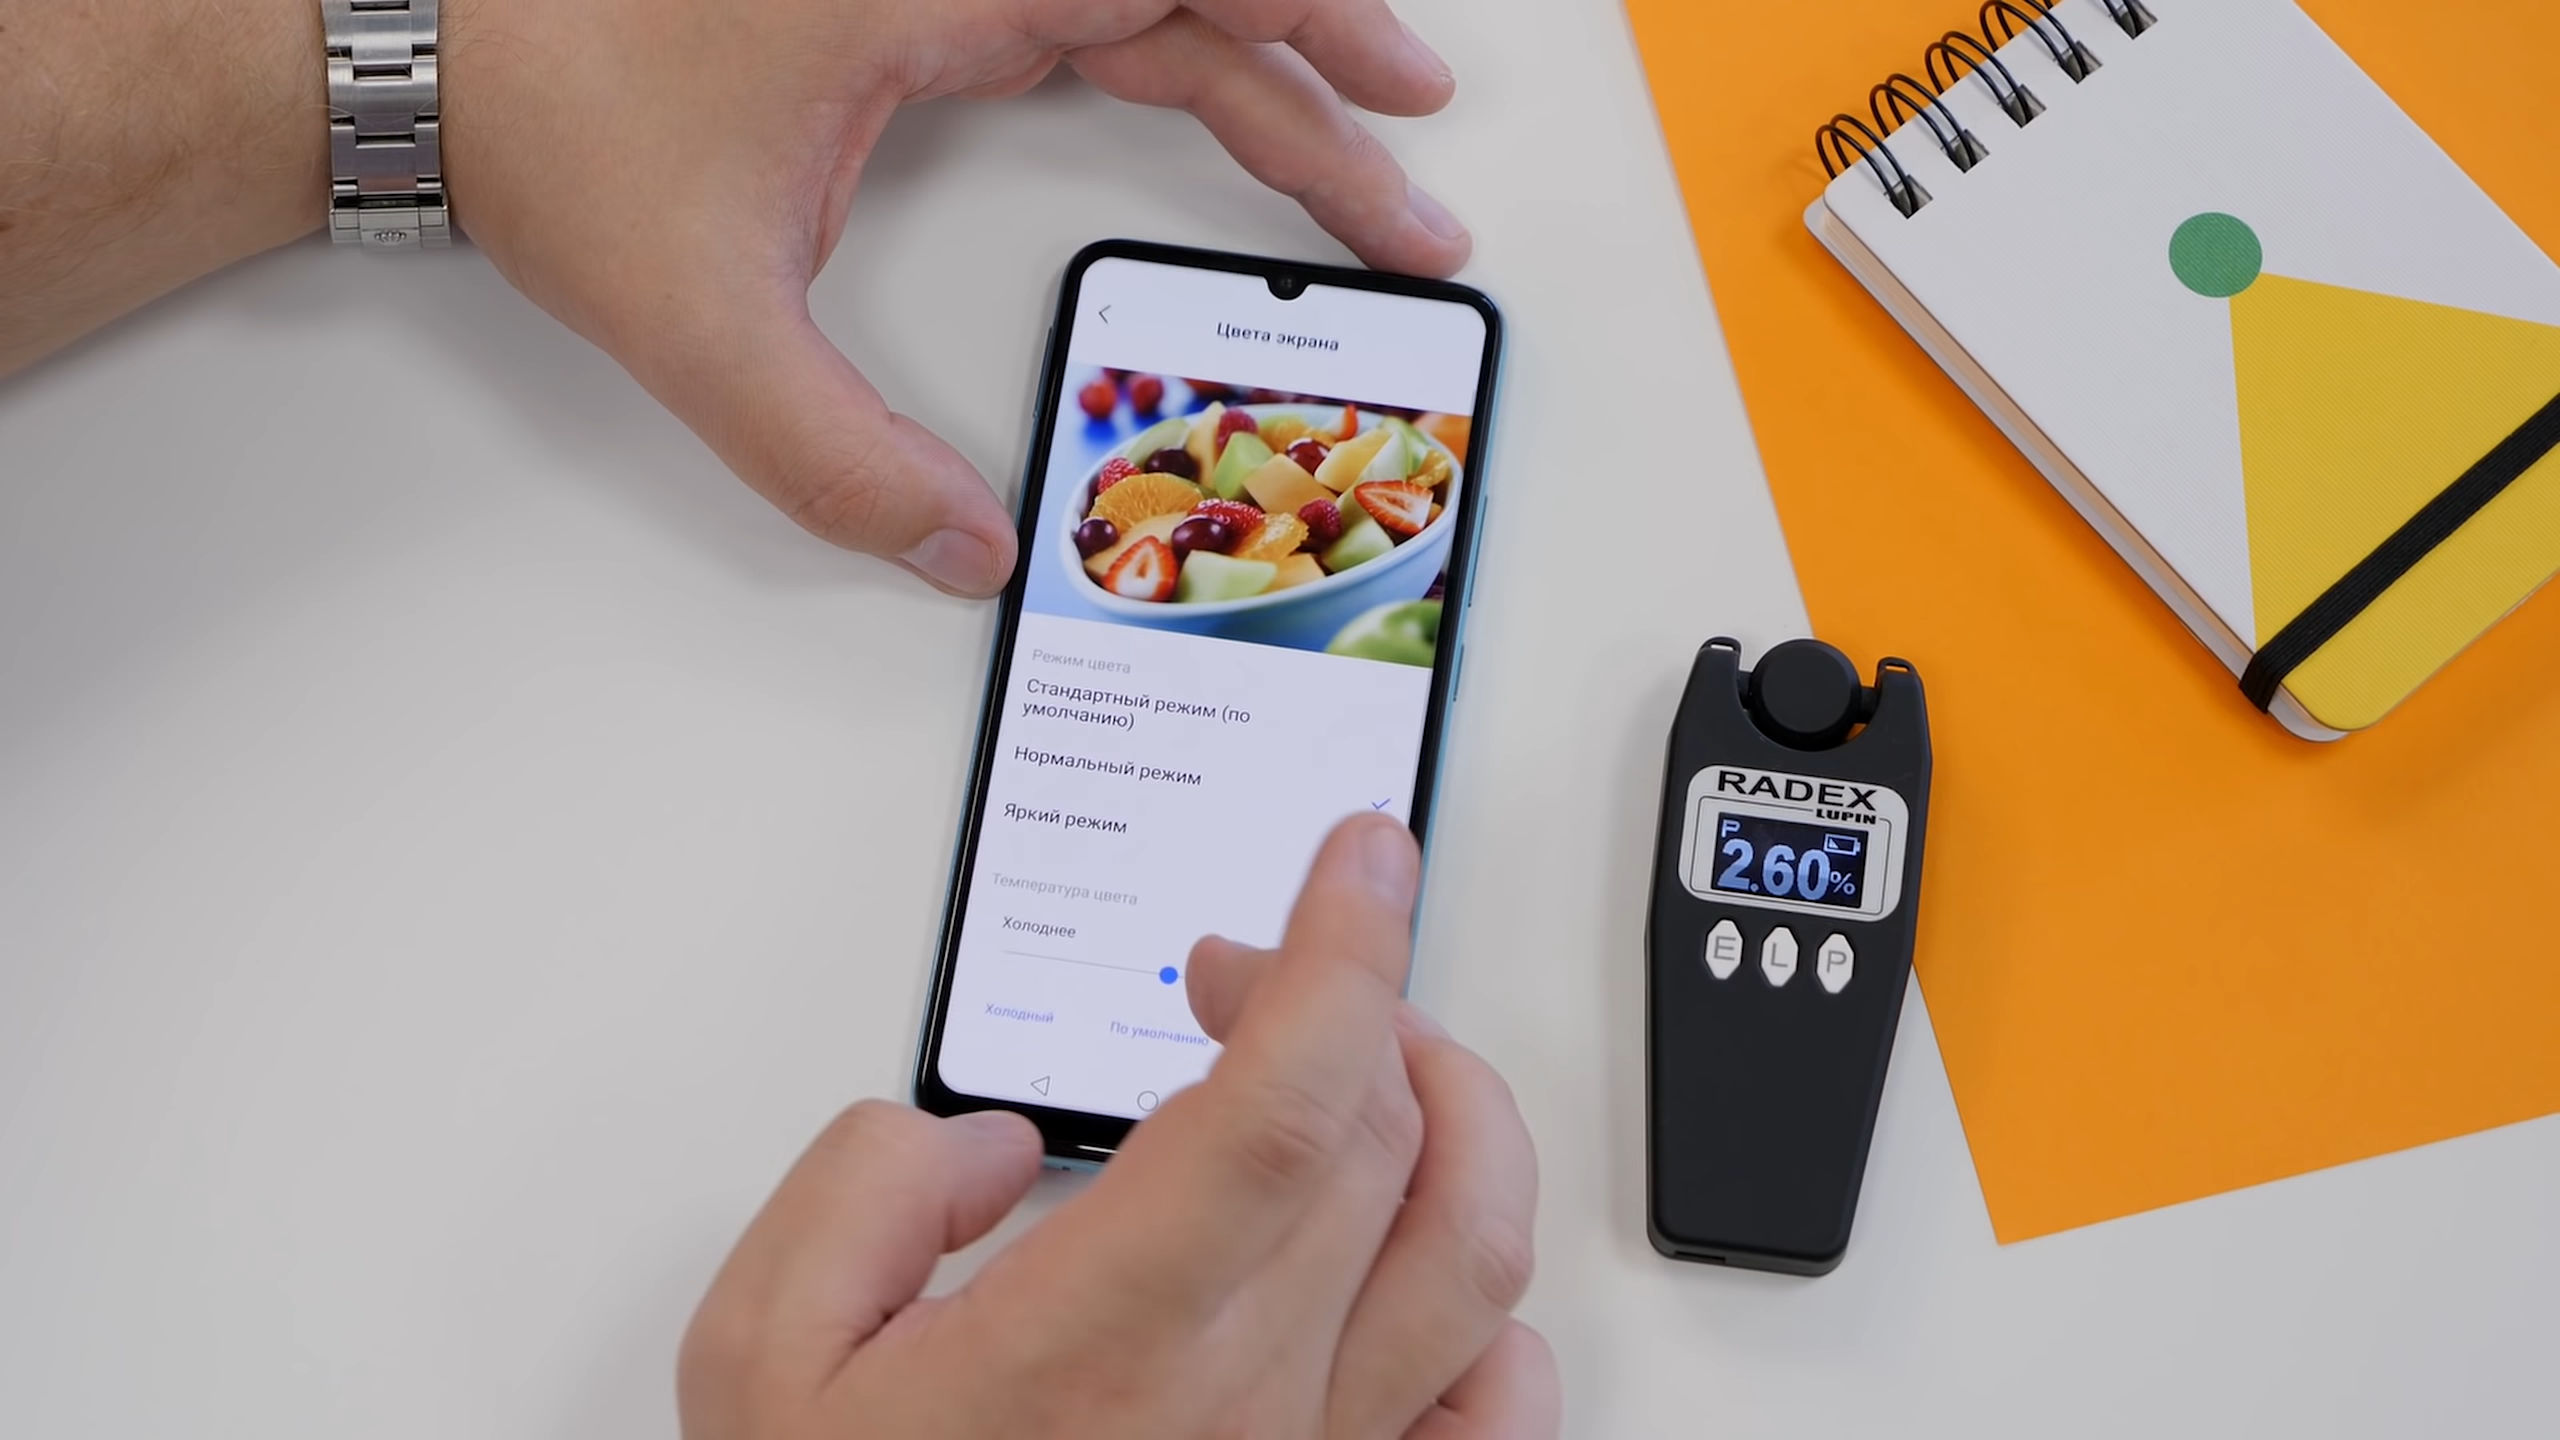 Цвета экрана
Режим цвета
Стандартный режим (по
умолчанию)
Нормальный режим
Яркий режим
Температура цвета
Холоднее
Холодный
По умолчанию
RADEX
LUPIN
P
2.60%
E L P